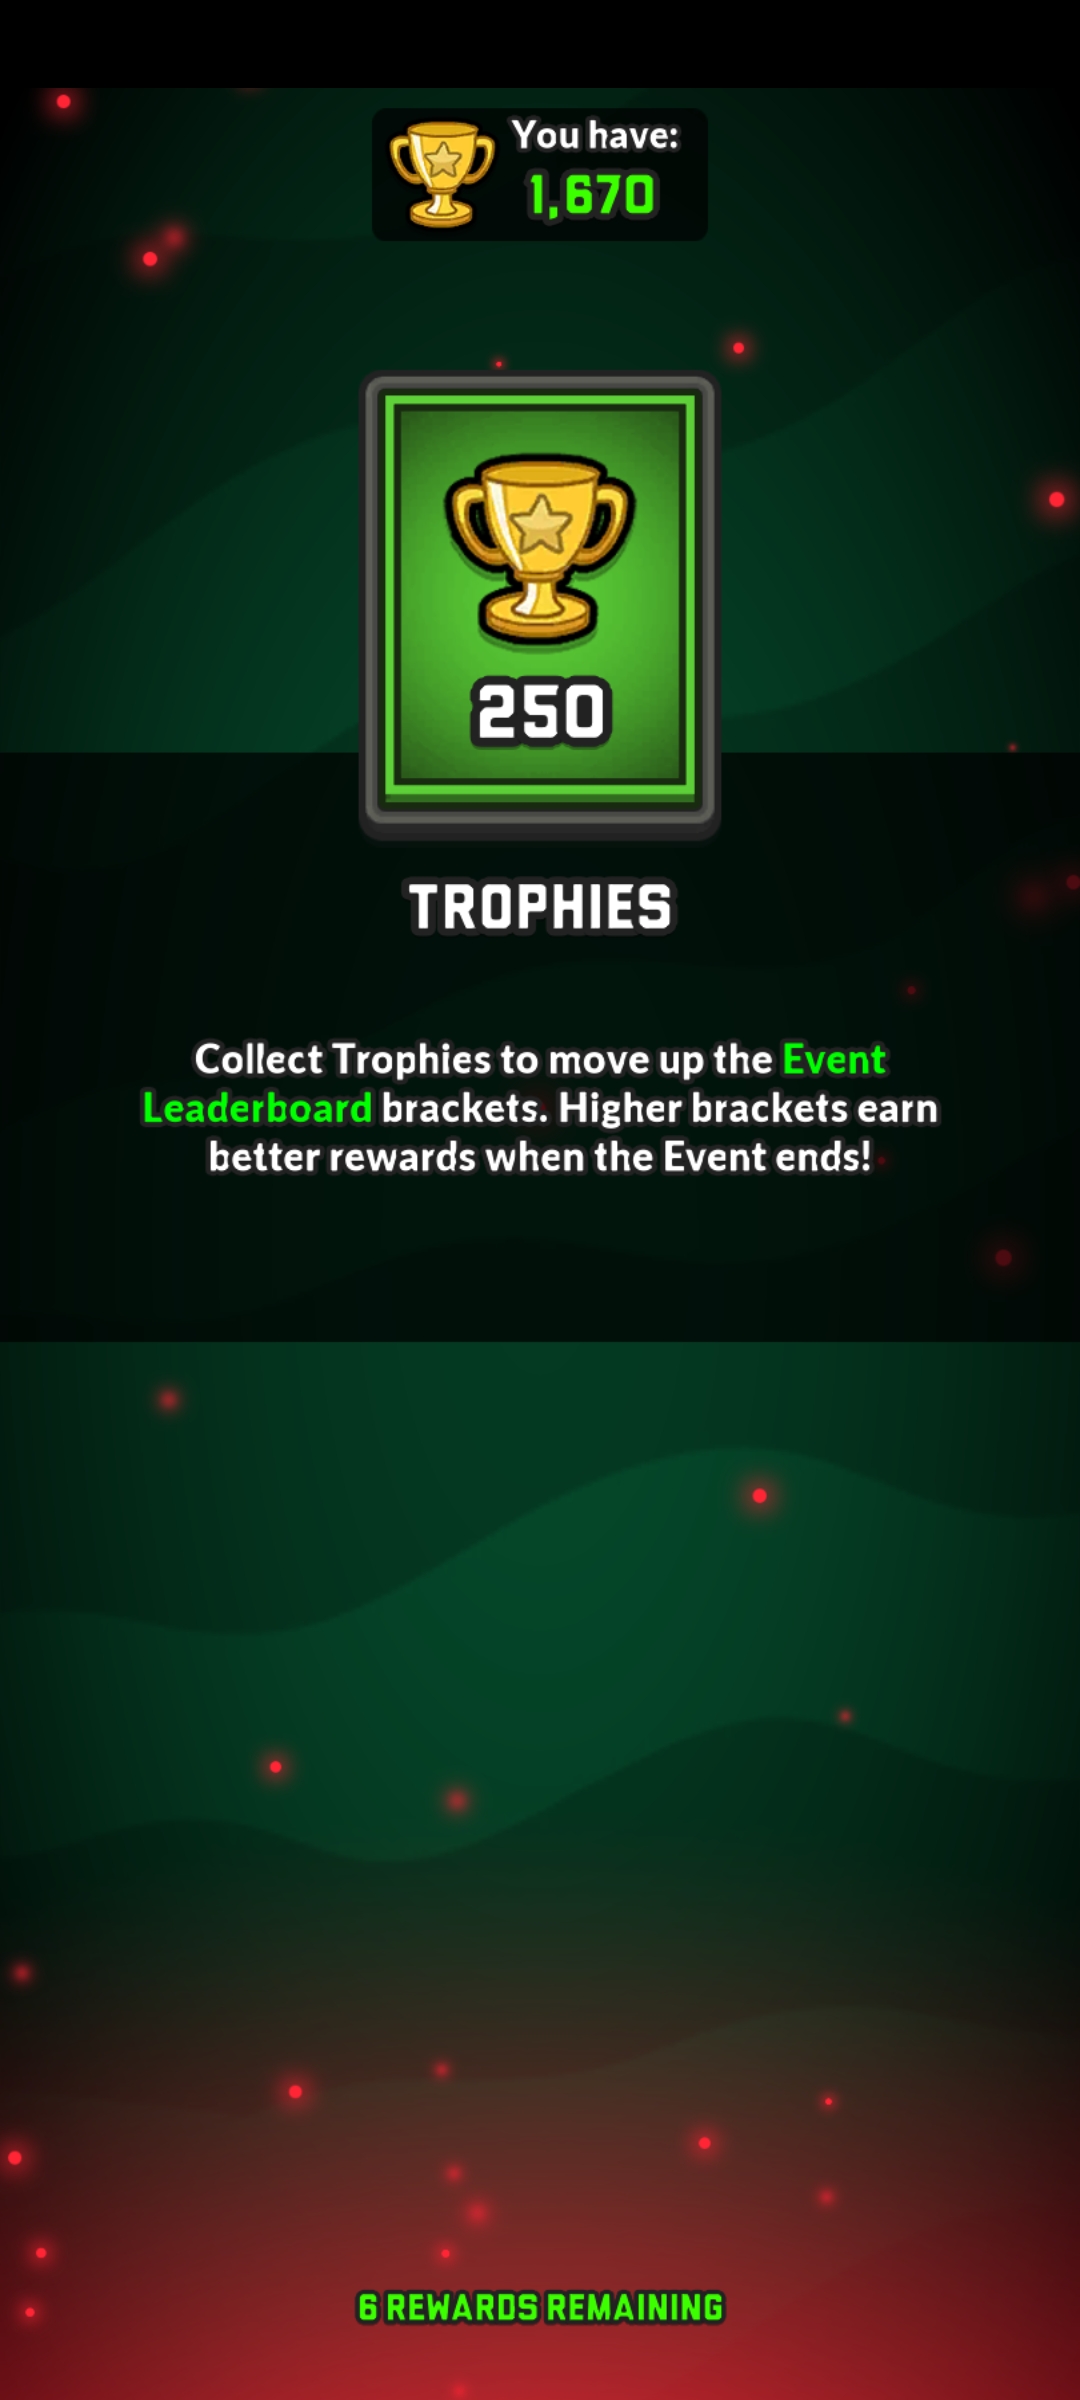 You have:
1,670
250
TROPHIES
Collect Trophies to move up the Event
Leaderboard brackets. Higher brackets earn
better rewards when the Event ends!
6 REWARDS REMAINING